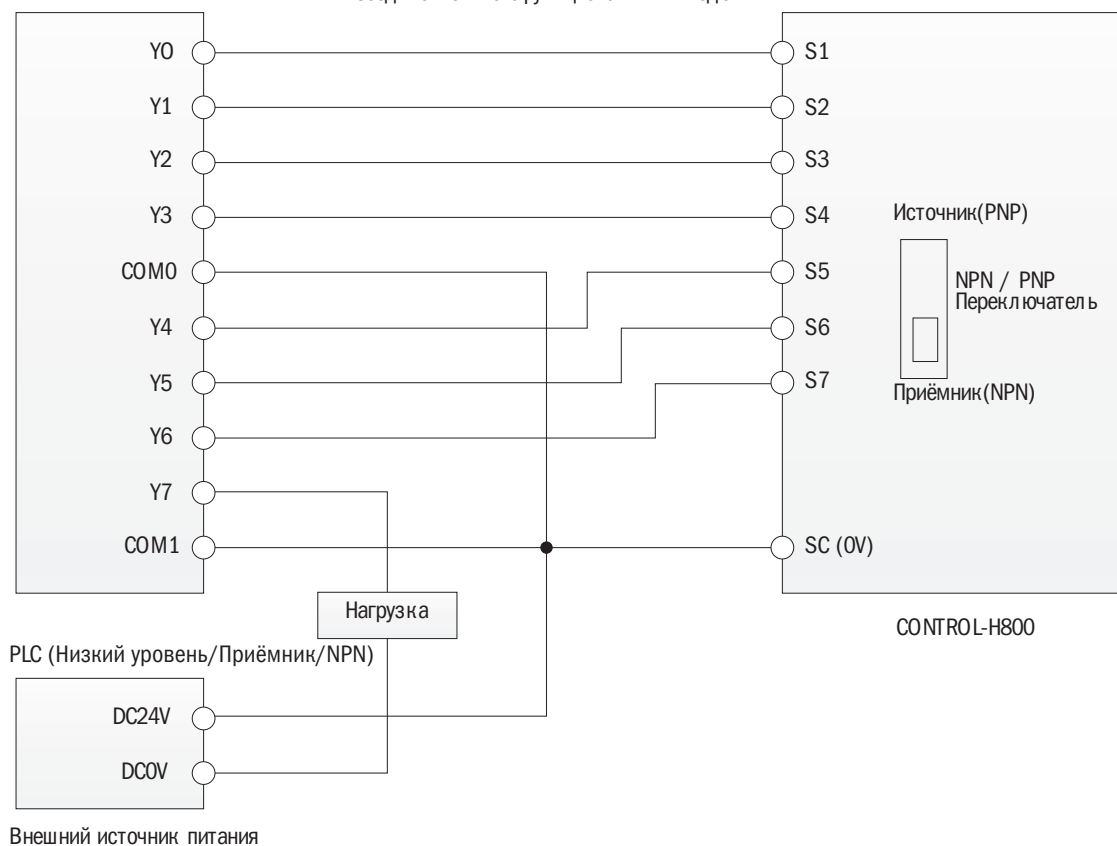 Y0
S1
Y1
S2
Y2
S3
Y3
S4
Источник(PNP)
COM0
S5
NPN / PNP
Переключатель
Y4
S6
Y5
S7
Приёмник(NPN)
Y6
Y7
COM1
SC (0V)
Нагрузка
CONTROL-H800
PLC (Низкий уровень/Приёмник/NPN)
DC24V
DC0V
Внешний источник питания